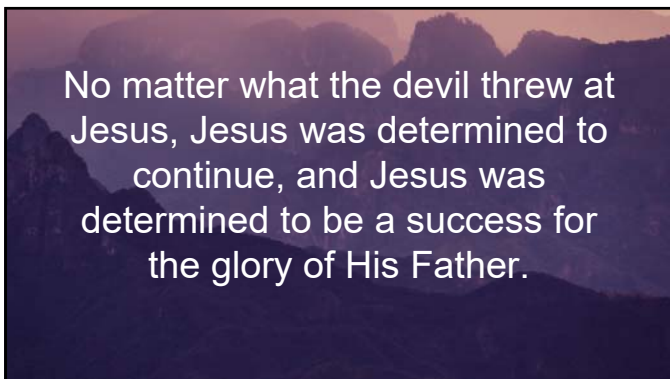 No matter what the devil threw at
Jesus, Jesus was determined to
continue, and Jesus was
determined to be a success for
the glory of His Father.